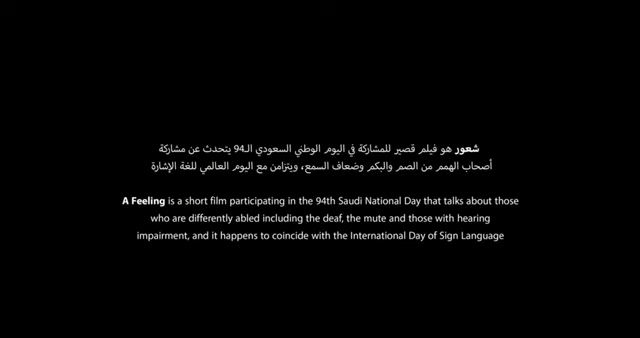 شعور هو فيلم قصير للمشاركة في اليوم الوطني السعودي الـ94 يتحدث عن مشاركة
أصحاب الهمم من الصم والبكم وضعاف السمع، ويتزامن مع اليوم العالمي للغة الإشارة
A Feeling is a short film participating in the 94th Saudi National Day that talks about those
who are differently abled including the deaf, the mute and those with hearing
impairment, and it happens to coincide with the International Day of Sign Language